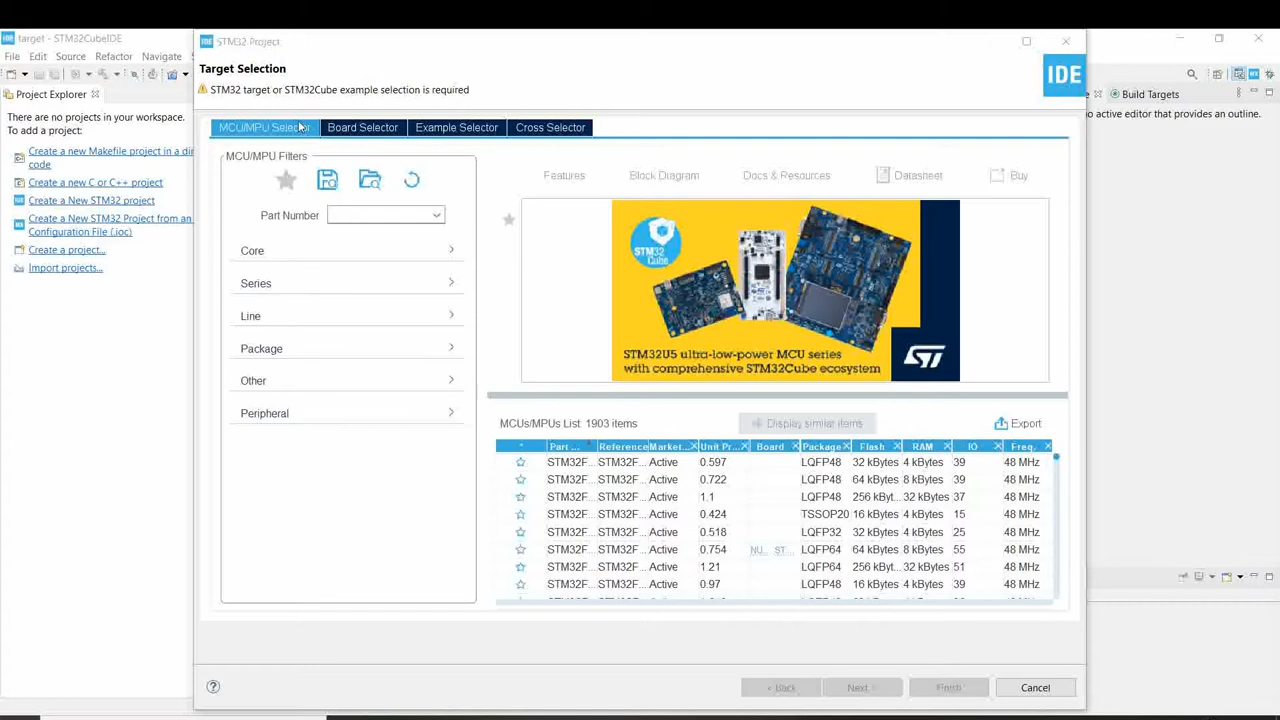 IDE target - STM32CubeIDE
File Edit Source Refactor Navigate
Project Explorer
There are no projects in your workspace.
To add a project:
Create a new Makefile project in a dir
code
Create a new C or C++ project
IDE Create a New STM32 project
Create a New STM32 Project from an
Configuration File (.ioc)
Create a project...
Import projects...
Build Targets
no active editor that provides an outline.
IDE STM32 Project
Target Selection
STM32 target or STM32Cube example selection is required
IDE
MCU/MPU Selector Board Selector Example Selector Cross Selector
MCU/MPU Filters
Part Number
Core
Series
Line
Package
Other
Peripheral
Features Block Diagram Docs & Resources Datasheet Buy
STM32
Cube
STM32U5 ultra-low-power MCU series
with comprehensive STM32Cube ecosystem
ST
MCUs/MPUs List 1903 items Display similar items Export
* Part ... Reference Market... Unit Pr... Board Package Flash RAM IO Freq.
STM32F... STM32F... Active 0.597 LQFP48 32 kBytes 4 kBytes 39 48 MHz
STM32F... STM32F... Active 0.722 LQFP48 64 kBytes 8 kBytes 39 48 MHz
STM32F... STM32F... Active 1.1 LQFP48 256 kByt... 32 kBytes 37 48 MHz
STM32F... STM32F... Active 0.424 TSSOP20 16 kBytes 4 kBytes 15 48 MHz
STM32F... STM32F... Active 0.518 LQFP32 32 kBytes 4 kBytes 25 48 MHz
STM32F... STM32F... Active 0.754 NU... ST... LQFP64 64 kBytes 8 kBytes 55 48 MHz
STM32F... STM32F... Active 1.21 LQFP64 256 kByt... 32 kBytes 51 48 MHz
STM32F... STM32F... Active 0.97 LQFP48 16 kBytes 4 kBytes 39 48 MHz
? < Back Next > Finish Cancel